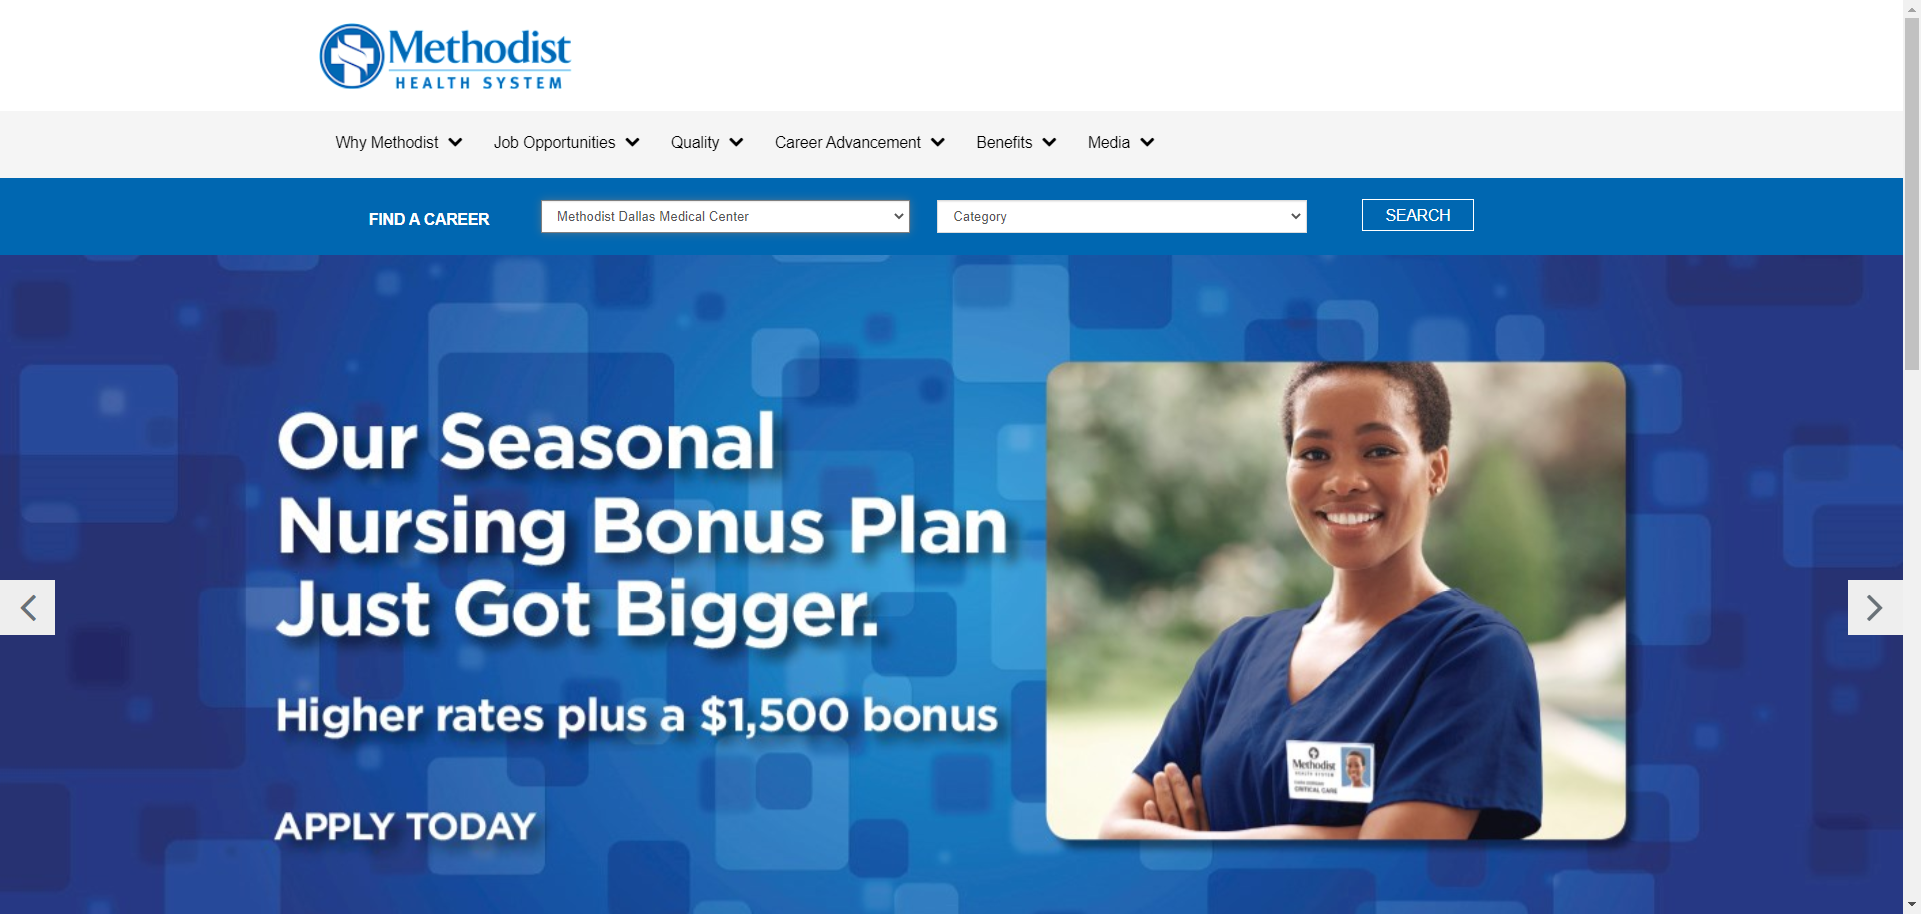 Methodist
HEALTH SYSTEM
Why Methodist
Job Opportunities
Quality
Career Advancement
Benefits
Media
FIND A CAREER
Methodist Dallas Medical Center
Category
SEARCH
Our Seasonal
Nursing Bonus Plan
Just Got Bigger.
Higher rates plus a $1,500 bonus
APPLY TODAY
Methodist
HEALTH SYSTEM
CRITICAL CARE